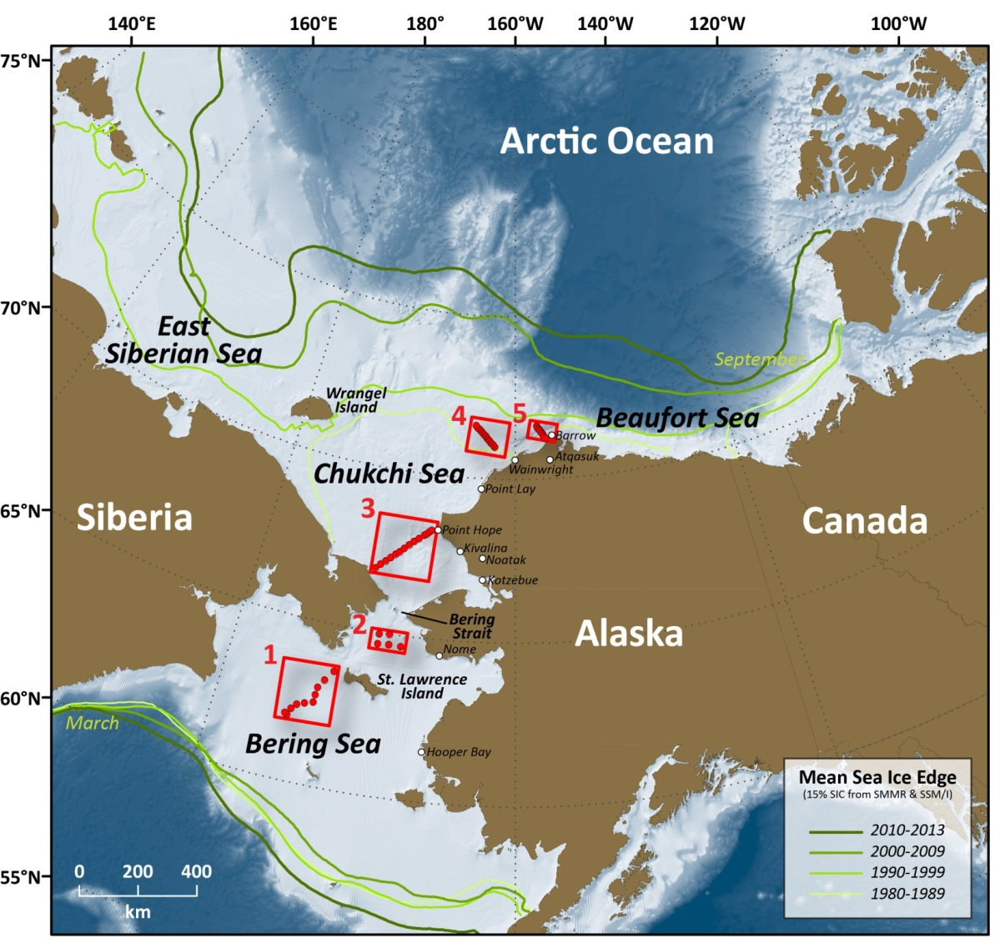 140°E 160°E 180° 160°W 140°W 120°W 100°W
75°N
Arctic Ocean
70°N
East
Siberian Sea
September
Wrangel
Island
4
5
Beaufort Sea
Barrow
Atqasuk
Wainwright
Chukchi Sea
Point Lay
65°N
Siberia
3
Canada
Point Hope
Kivalina
Noatak
Kotzebue
2
Bering
Strait
Alaska
Nome
1
St. Lawrence
Island
60°N
March
Bering Sea
Hooper Bay
Mean Sea Ice Edge
(15% SIC from SMMR & SSM/I)
2010-2013
2000-2009
1990-1999
1980-1989
55°N
0 200 400
km